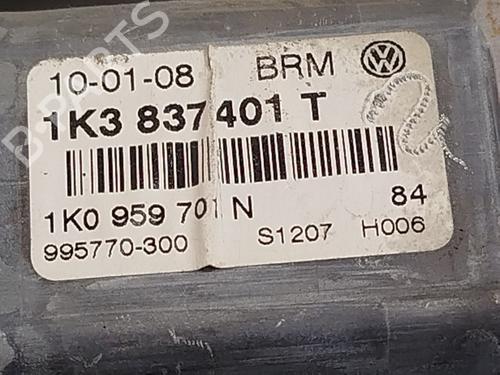 10-01-08 BRM
1K3 837 401 T
1K0 959 701 N 84
995770-300 S1207 H006
B-PARTS